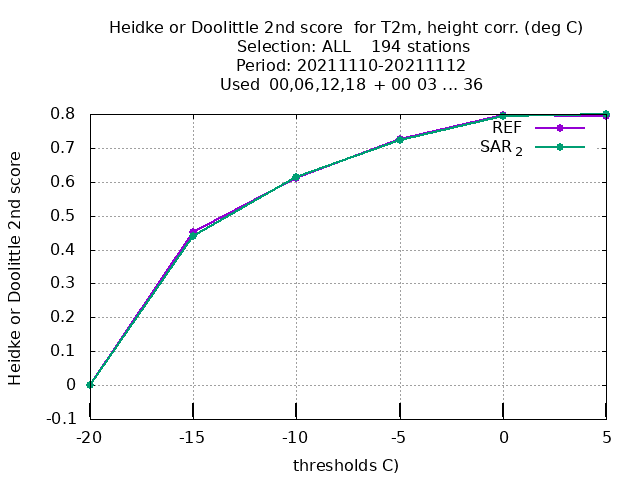 Heidke or Doolittle 2nd score  for T2m, height corr. (deg C)
Selection: ALL    194 stations
Period: 20211110-20211112
Used  00,06,12,18  + 00 03 ... 36
Heidke or Doolittle 2nd score
0.8
0.7
0.6
0.5
0.4
0.3
0.2
0.1
0
-0.1
REF
SAR 2
-20 -15 -10 -5 0 5
thresholds C)